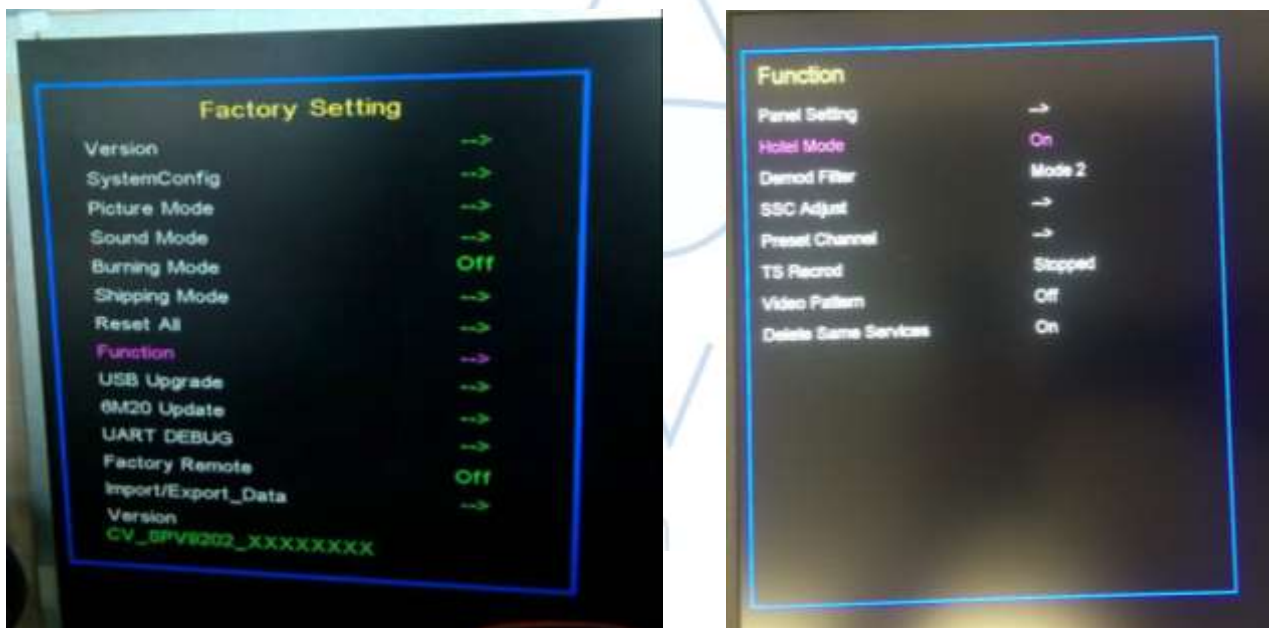 Factory Setting
Version -->
SystemConfig -->
Picture Mode -->
Sound Mode -->
Burning Mode Off
Shipping Mode -->
Reset All -->
Function -->
USB Upgrade -->
6M20 Update -->
UART DEBUG -->
Factory Remote Off
Import/Export_Data -->
Version
CV_SPV9202_XXXXXXXX
Function
Panel Setting -->
Hotel Mode On
Demod Filter Mode 2
SSC Adjust -->
Preset Channel -->
TS Recrod Stopped
Video Pattern Off
Delete Same Services On